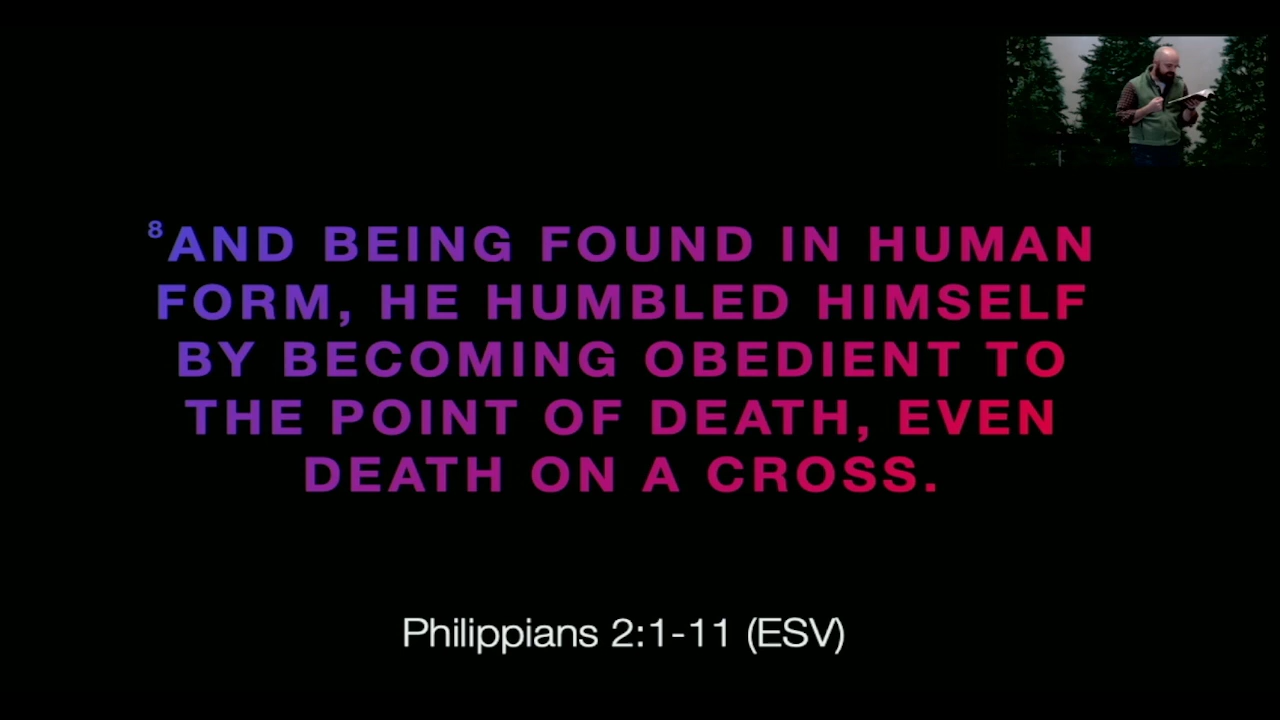 ⁸AND BEING FOUND IN HUMAN
FORM, HE HUMBLED HIMSELF
BY BECOMING OBEDIENT TO
THE POINT OF DEATH, EVEN
DEATH ON A CROSS.
Philippians 2:1-11 (ESV)